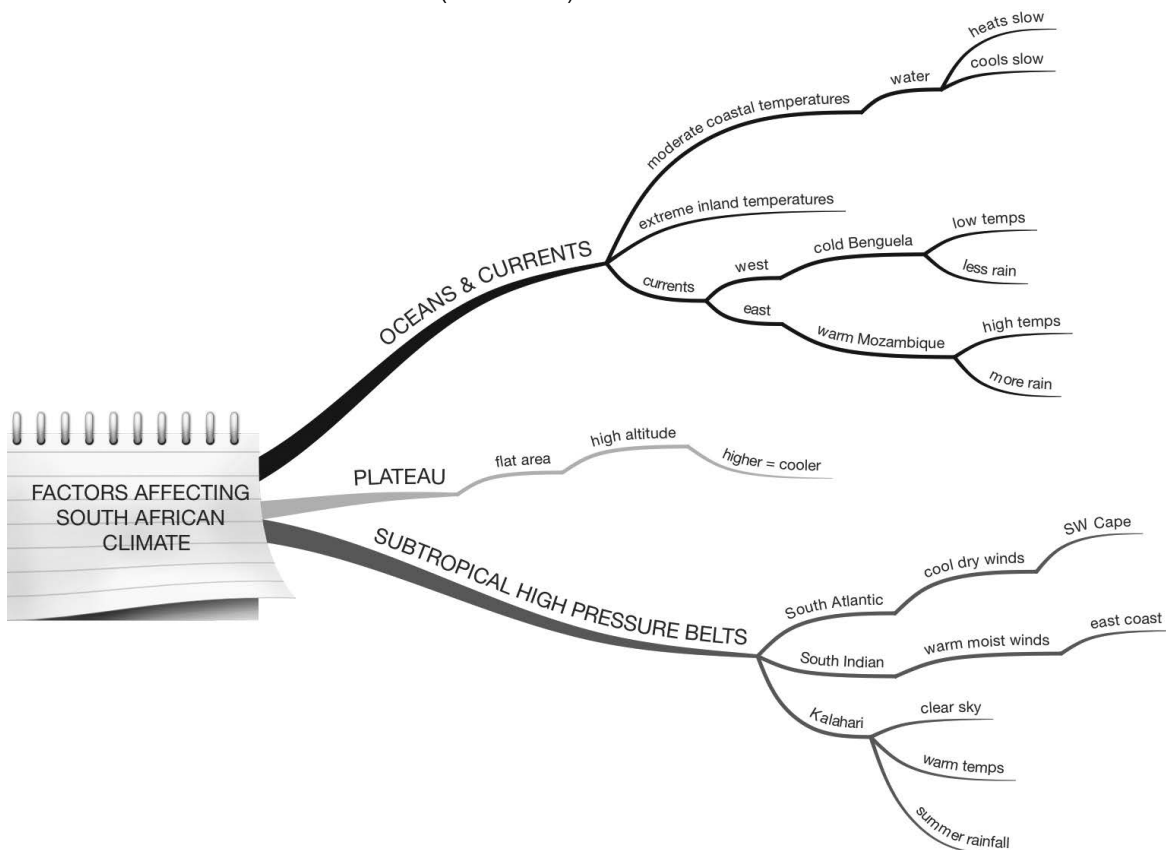 heats slow
cools slow
water
moderate coastal temperatures
extreme inland temperatures
OCEANS & CURRENTS
low temps
cold Benguela
less rain
west
currents
east
high temps
warm Mozambique
more rain
FACTORS AFFECTING
SOUTH AFRICAN
CLIMATE
PLATEAU
flat area
high altitude
higher = cooler
SUBTROPICAL HIGH PRESSURE BELTS
South Atlantic
cool dry winds
SW Cape
South Indian
warm moist winds
east coast
Kalahari
clear sky
warm temps
summer rainfall